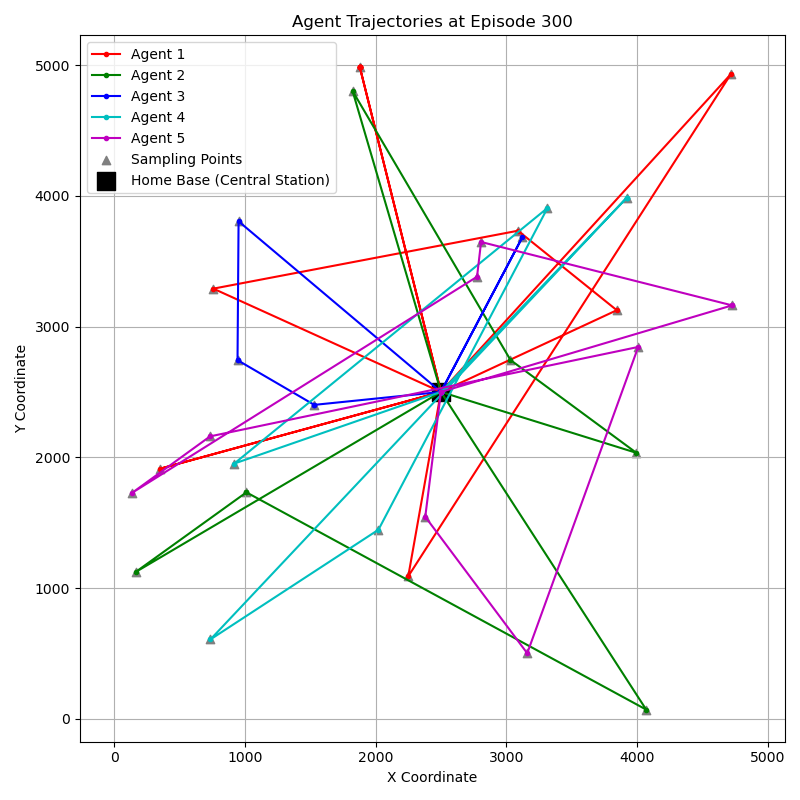 Agent Trajectories at Episode 300
Agent 1
Agent 2
Agent 3
Agent 4
Agent 5
Sampling Points
Home Base (Central Station)
5000
4000
3000
2000
1000
0
Y Coordinate
0 1000 2000 3000 4000 5000
X Coordinate